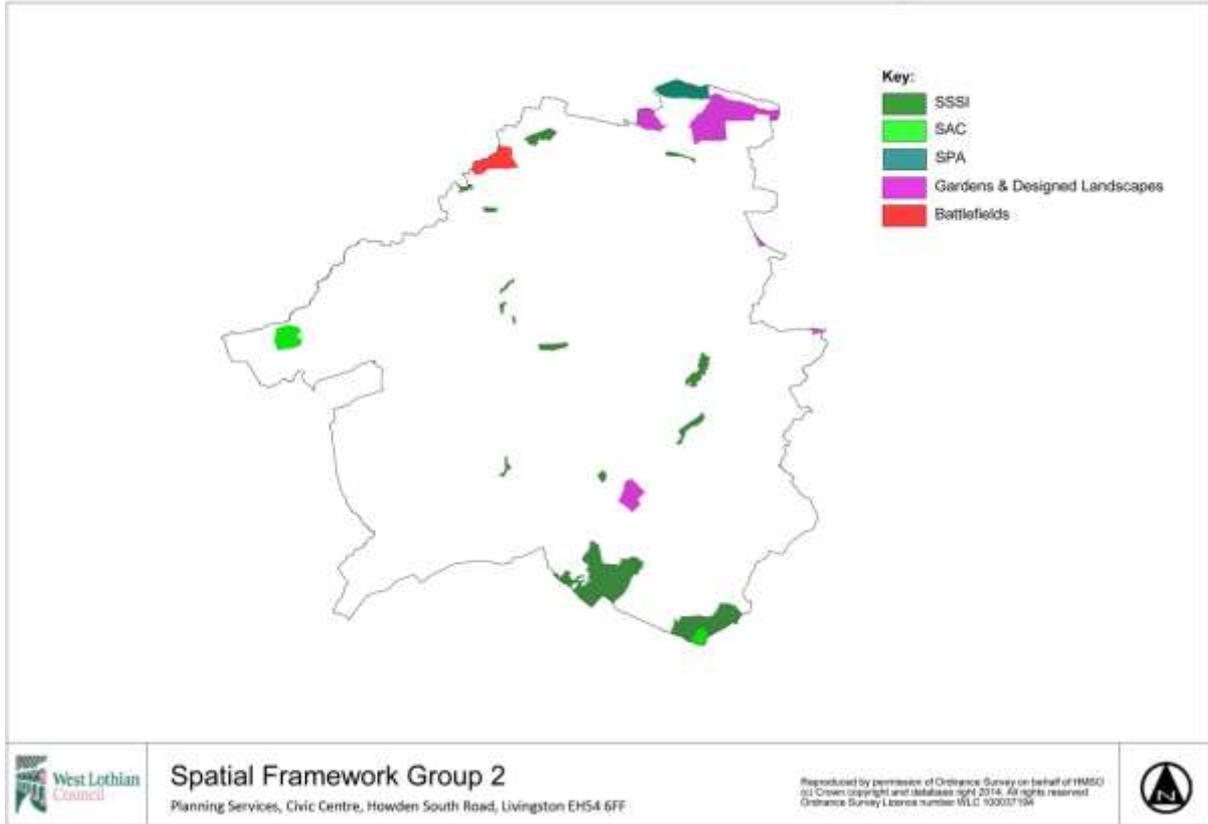 Key:
SSSI
SAC
SPA
Gardens & Designed Landscapes
Battlefields
West Lothian
Council
Spatial Framework Group 2
Planning Services, Civic Centre, Howden South Road, Livingston EH54 6FF
Reproduced by permission of Ordnance Survey on behalf of HMSO
(c) Crown copyright and database right 2014. All rights reserved
Ordnance Survey Licence number WLC 100037194
N